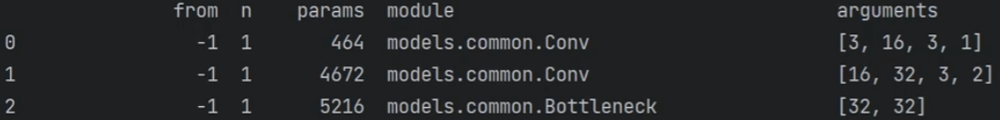 from n params module arguments
0 -1 1 464 models.common.Conv [3, 16, 3, 1]
1 -1 1 4672 models.common.Conv [16, 32, 3, 2]
2 -1 1 5216 models.common.Bottleneck [32, 32]